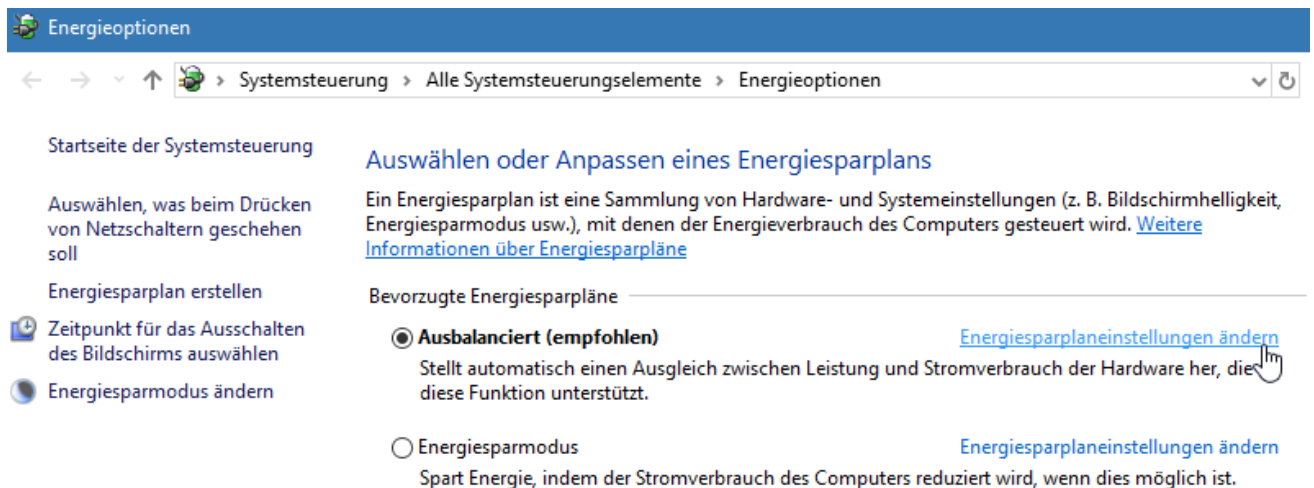 Energieoptionen
Systemsteuerung > Alle Systemsteuerungselemente > Energieoptionen
Startseite der Systemsteuerung
Auswählen, was beim Drücken
von Netzschaltern geschehen
soll
Energiesparplan erstellen
Zeitpunkt für das Ausschalten
des Bildschirms auswählen
Energiesparmodus ändern
Auswählen oder Anpassen eines Energiesparplans
Ein Energiesparplan ist eine Sammlung von Hardware- und Systemeinstellungen (z. B. Bildschirmhelligkeit,
Energiesparmodus usw.), mit denen der Energieverbrauch des Computers gesteuert wird. Weitere
Informationen über Energiesparpläne
Bevorzugte Energiesparpläne
Ausbalanciert (empfohlen) Energiesparplaneinstellungen ändern
Stellt automatisch einen Ausgleich zwischen Leistung und Stromverbrauch der Hardware her, die
diese Funktion unterstützt.
Energiesparmodus Energiesparplaneinstellungen ändern
Spart Energie, indem der Stromverbrauch des Computers reduziert wird, wenn dies möglich ist.